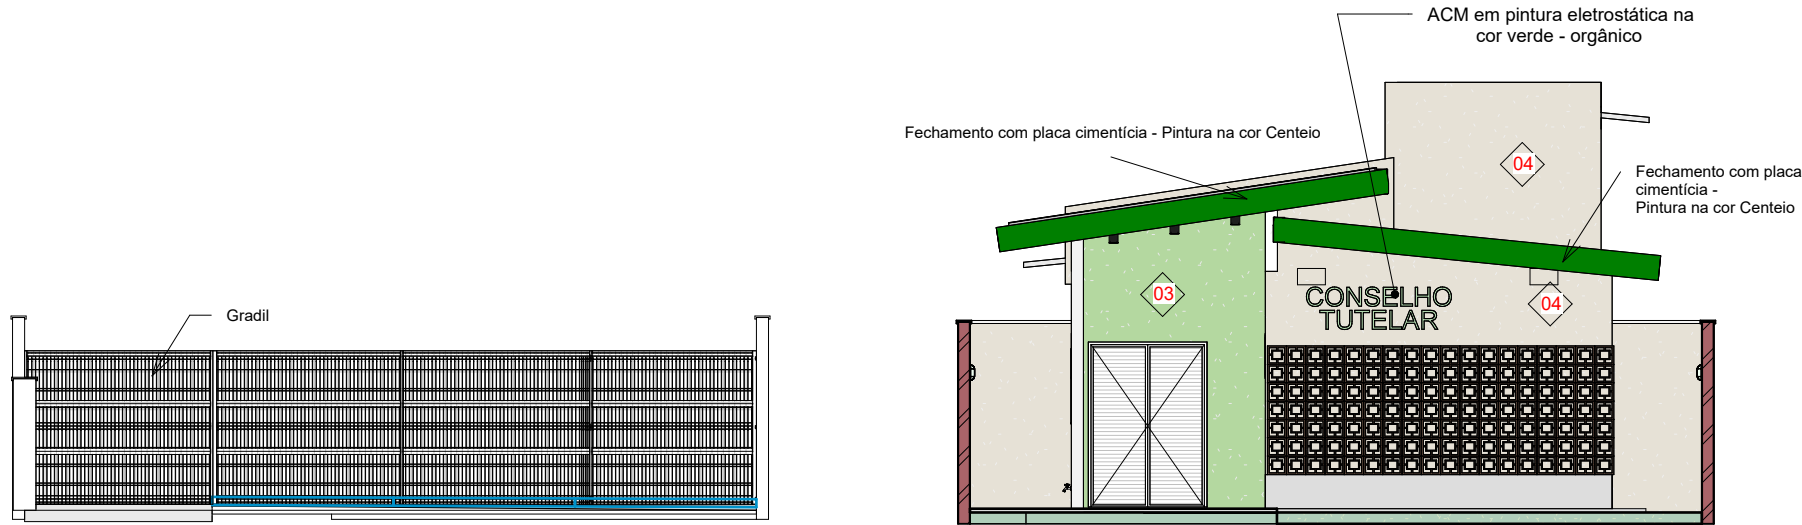 ACM em pintura eletrostática na
cor verde - orgânico
Fechamento com placa cimentícia - Pintura na cor Centeio
04
Fechamento com placa
cimentícia -
Pintura na cor Centeio
03
CONSELHO
TUTELAR
04
Gradil